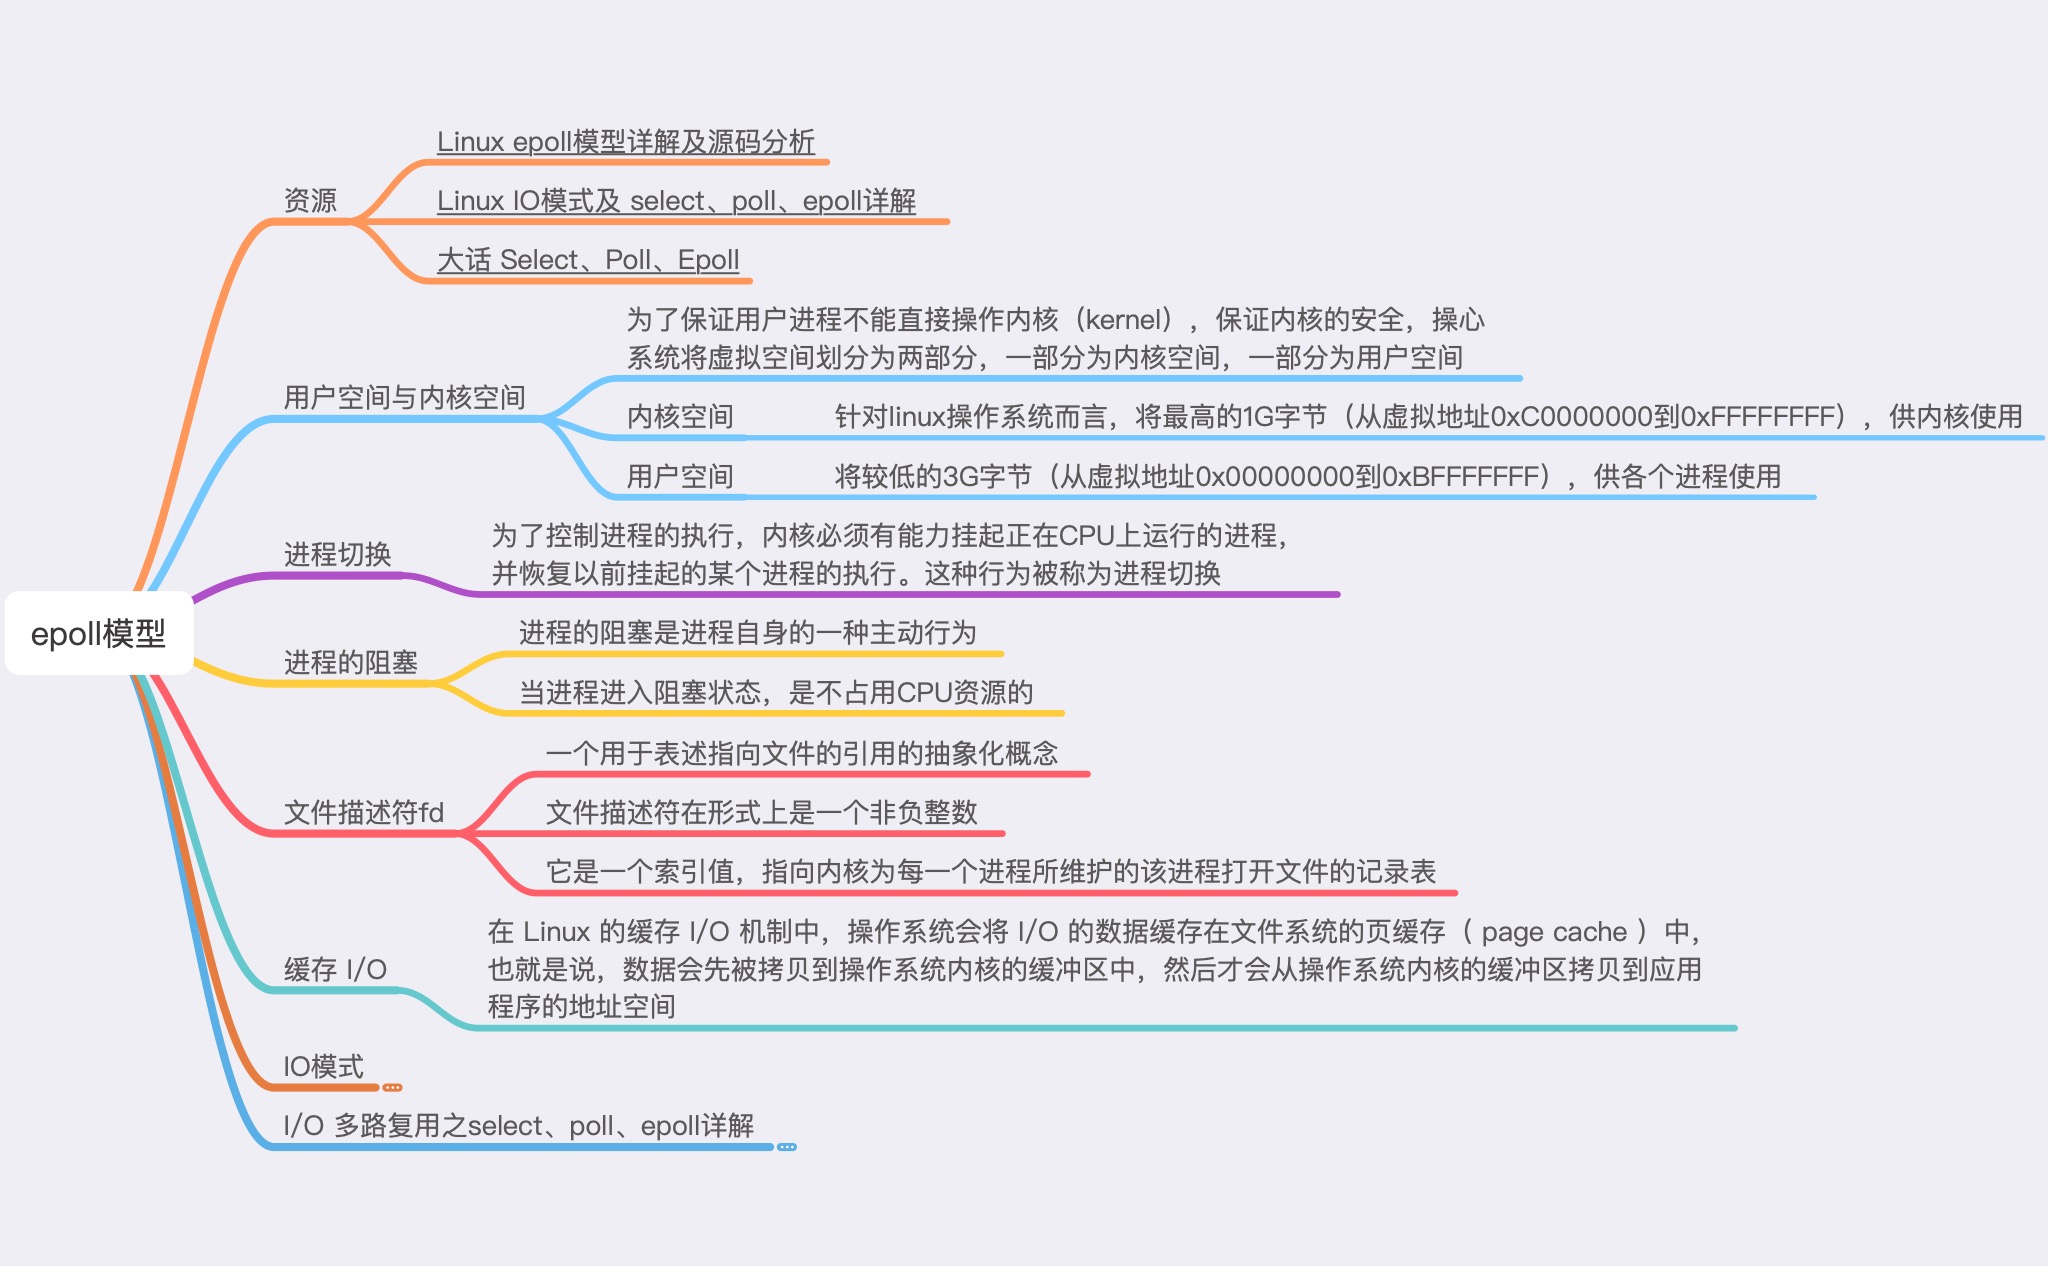 Linux epoll模型详解及源码分析
资源
Linux IO模式及 select、poll、epoll详解
大话 Select、Poll、Epoll
为了保证用户进程不能直接操作内核（kernel），保证内核的安全，操心
系统将虚拟空间划分为两部分，一部分为内核空间，一部分为用户空间
用户空间与内核空间
内核空间
针对linux操作系统而言，将最高的1G字节（从虚拟地址0xC0000000到0xFFFFFFFF），供内核使用
用户空间
将较低的3G字节（从虚拟地址0x00000000到0xBFFFFFFF），供各个进程使用
进程切换
为了控制进程的执行，内核必须有能力挂起正在CPU上运行的进程，
并恢复以前挂起的某个进程的执行。这种行为被称为进程切换
epoll模型
进程的阻塞
进程的阻塞是进程自身的一种主动行为
当进程进入阻塞状态，是不占用CPU资源的
文件描述符fd
一个用于表述指向文件的引用的抽象化概念
文件描述符在形式上是一个非负整数
它是一个索引值，指向内核为每一个进程所维护的该进程打开文件的记录表
缓存 I/O
在 Linux 的缓存 I/O 机制中，操作系统会将 I/O 的数据缓存在文件系统的页缓存（ page cache ）中，
也就是说，数据会先被拷贝到操作系统内核的缓冲区中，然后才会从操作系统内核的缓冲区拷贝到应用
程序的地址空间
IO模式
I/O 多路复用之select、poll、epoll详解